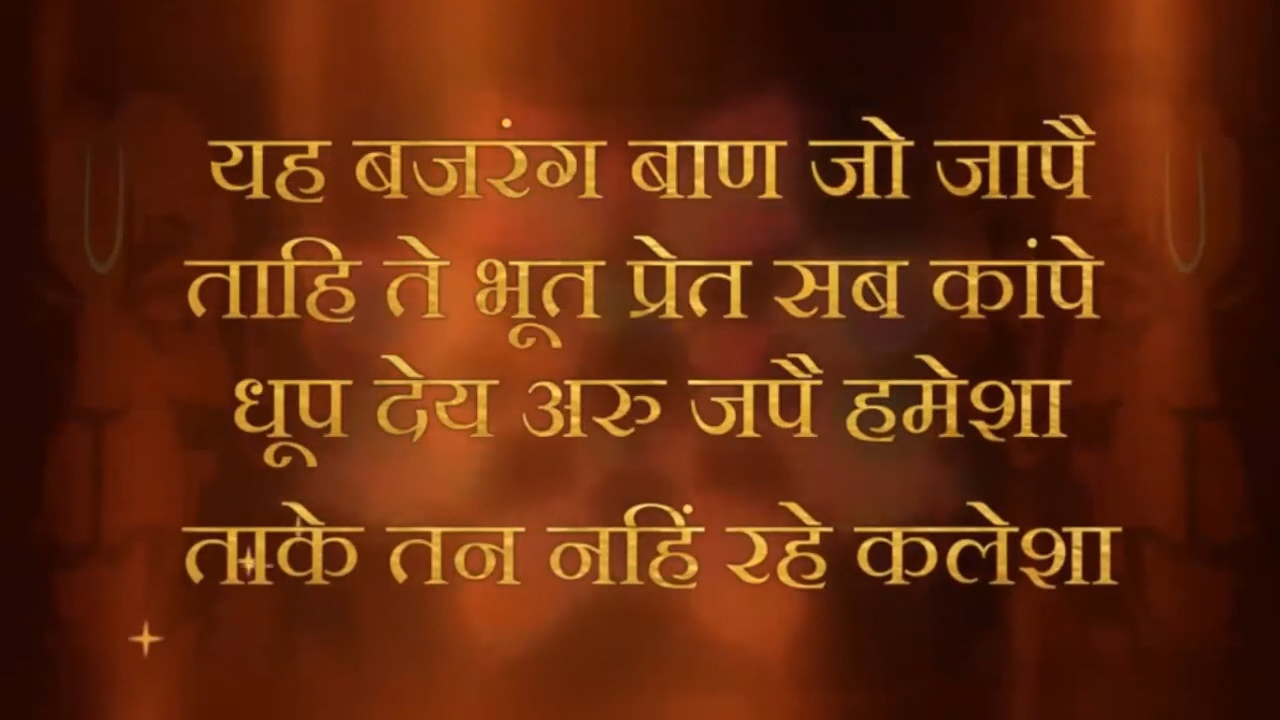 यह बजरंग बाण जो जापै
ताहि ते भूत प्रेत सब कांपे
धूप देय अरु जपै हमेशा
ताके तन नहिं रहे कलेशा